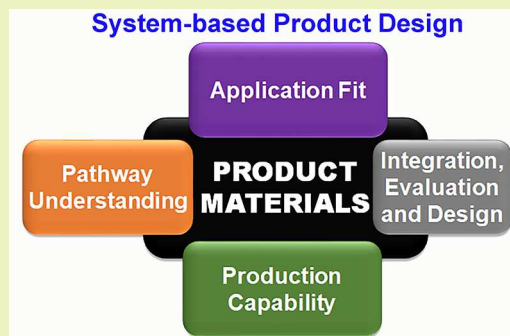 System-based Product Design
Application Fit
Pathway
Understanding
PRODUCT
MATERIALS
Integration,
Evaluation
and Design
Production
Capability